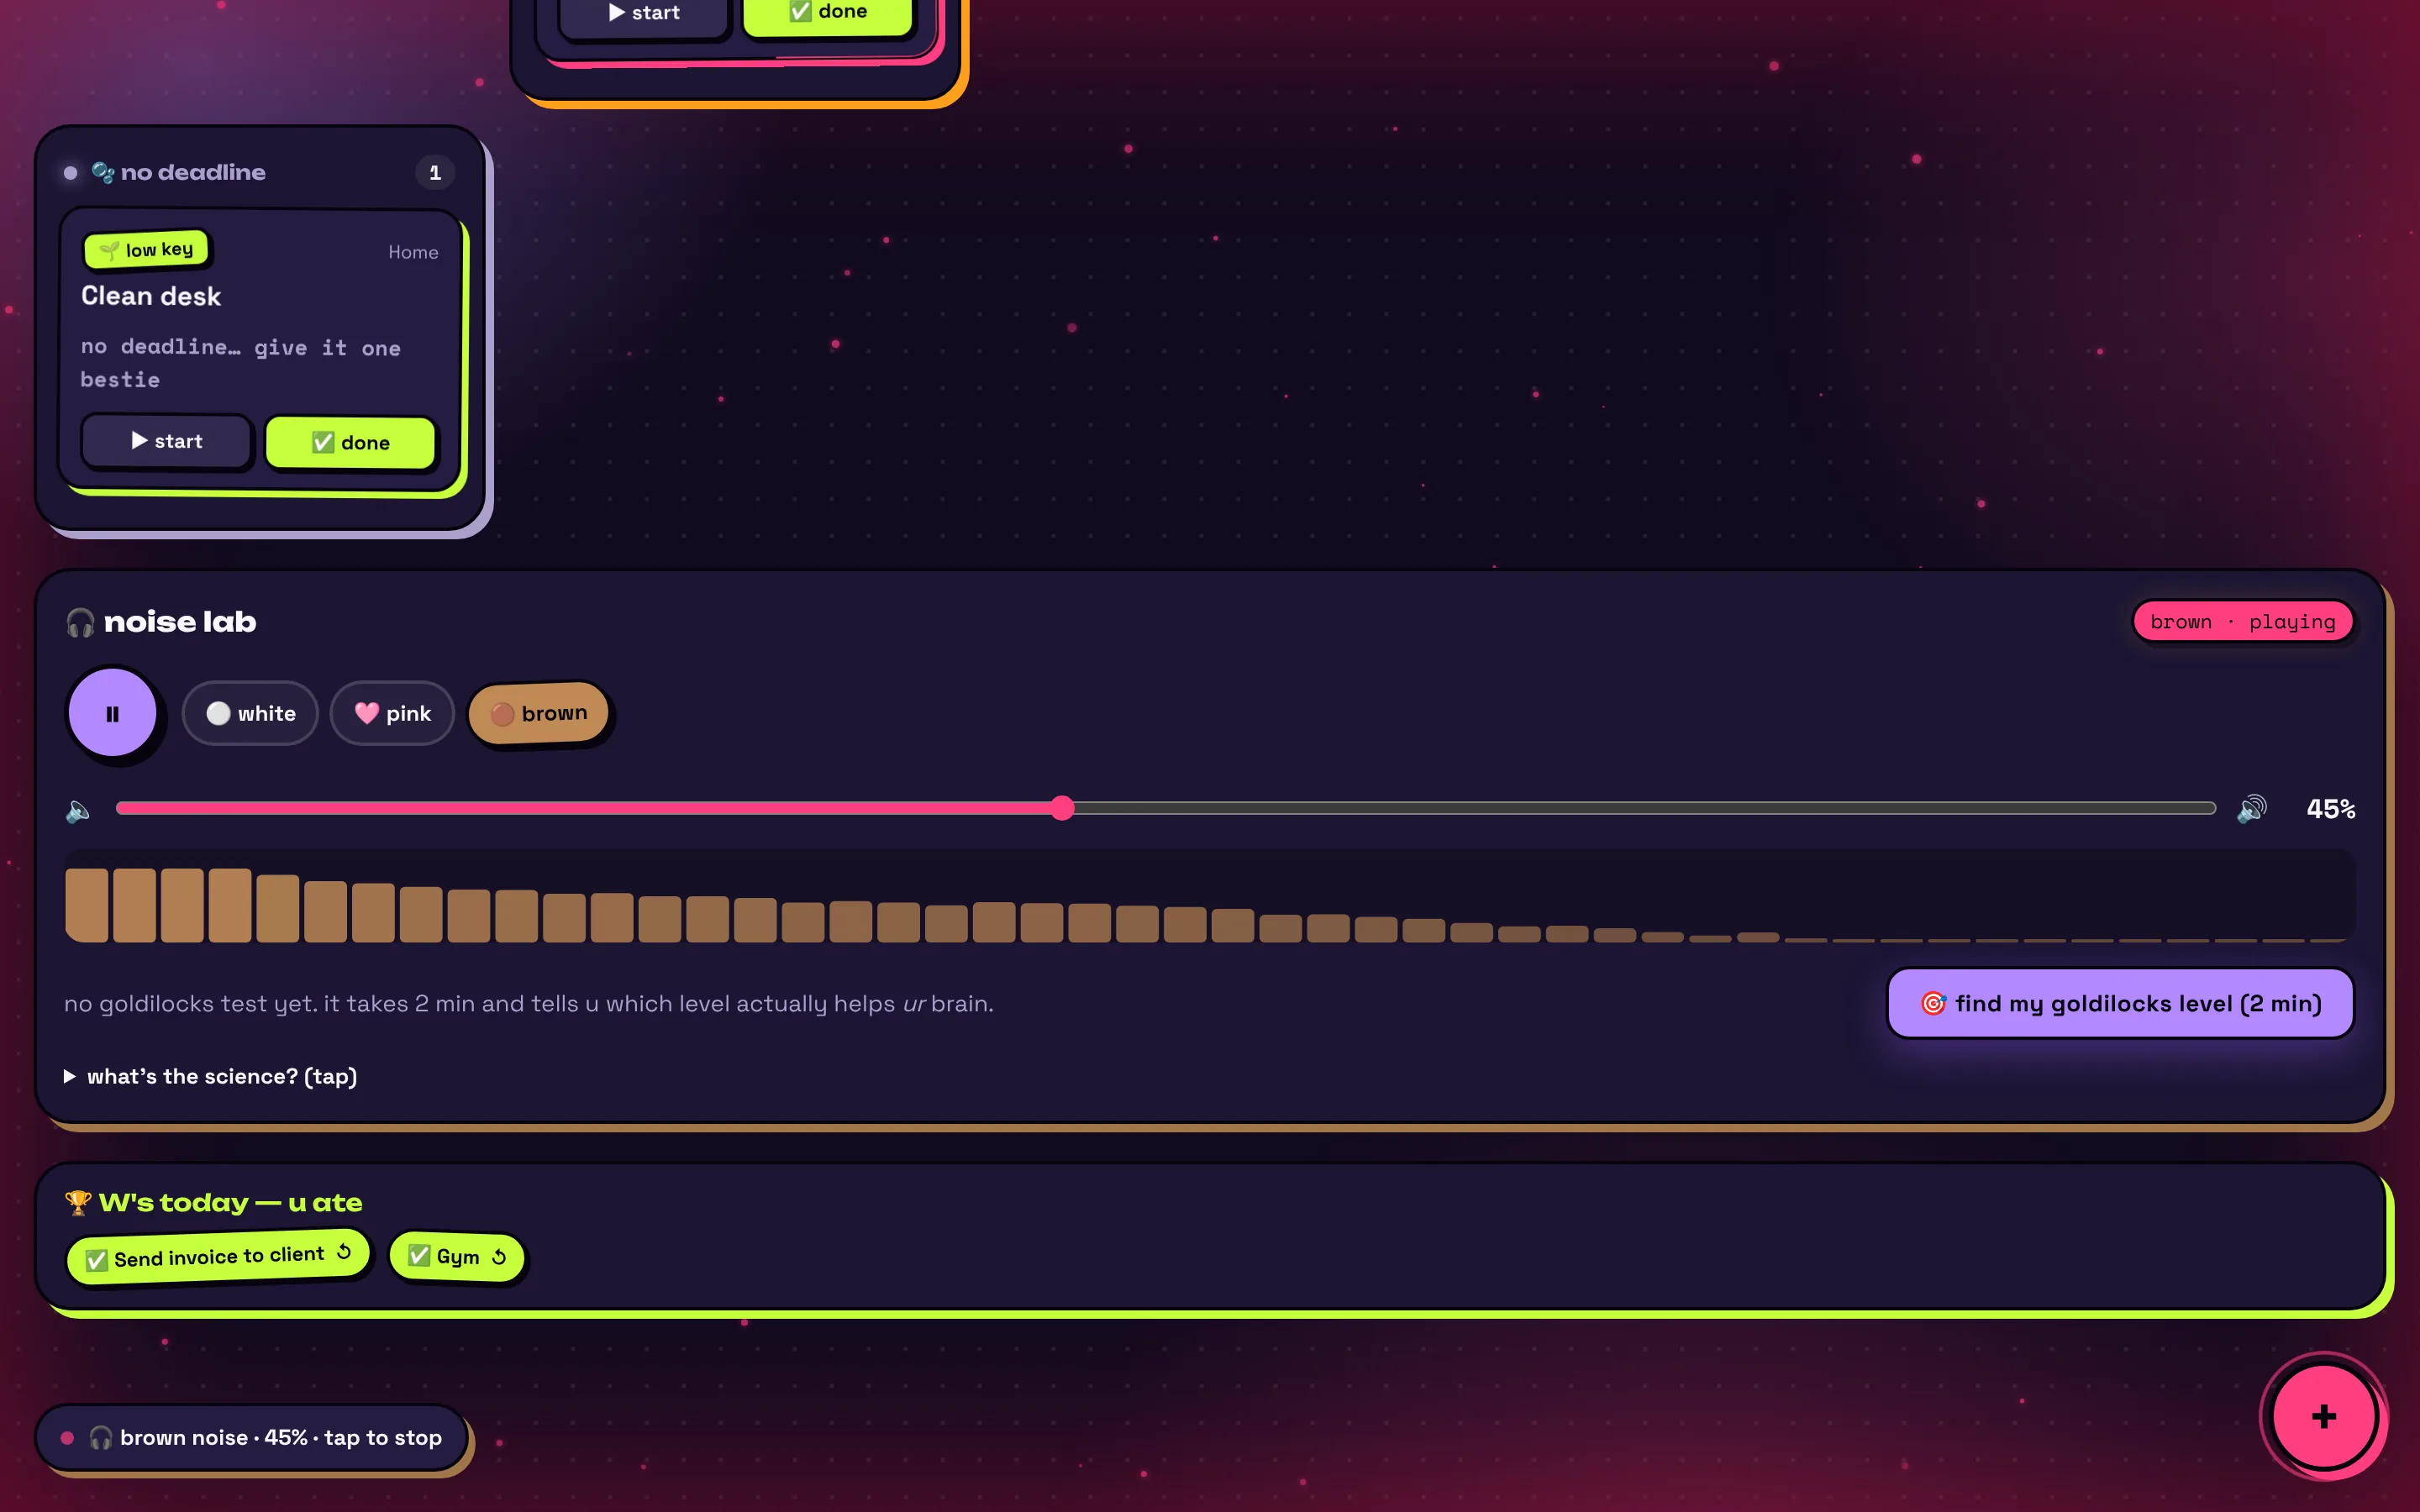 ▶ start
✅ done
🫧 no deadline
1
🌱 low key
Home
Clean desk
no deadline… give it one
bestie
▶ start
✅ done
🎧 noise lab
brown · playing
⚪ white
🩷 pink
🟤 brown
45%
no goldilocks test yet. it takes 2 min and tells u which level actually helps ur brain.
🎯 find my goldilocks level (2 min)
▶ what’s the science? (tap)
🏆 W's today — u ate
✅ Send invoice to client ↺
✅ Gym ↺
🎧 brown noise · 45% · tap to stop
+